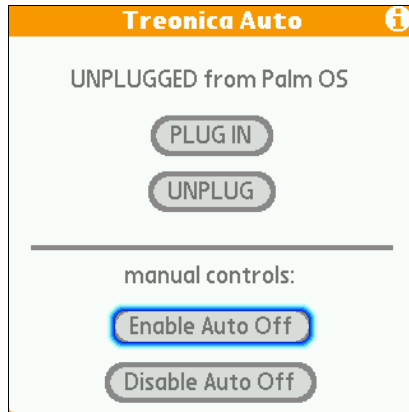 Treonica Auto
UNPLUGGED from Palm OS
PLUG IN
UNPLUG
manual controls:
Enable Auto Off
Disable Auto Off